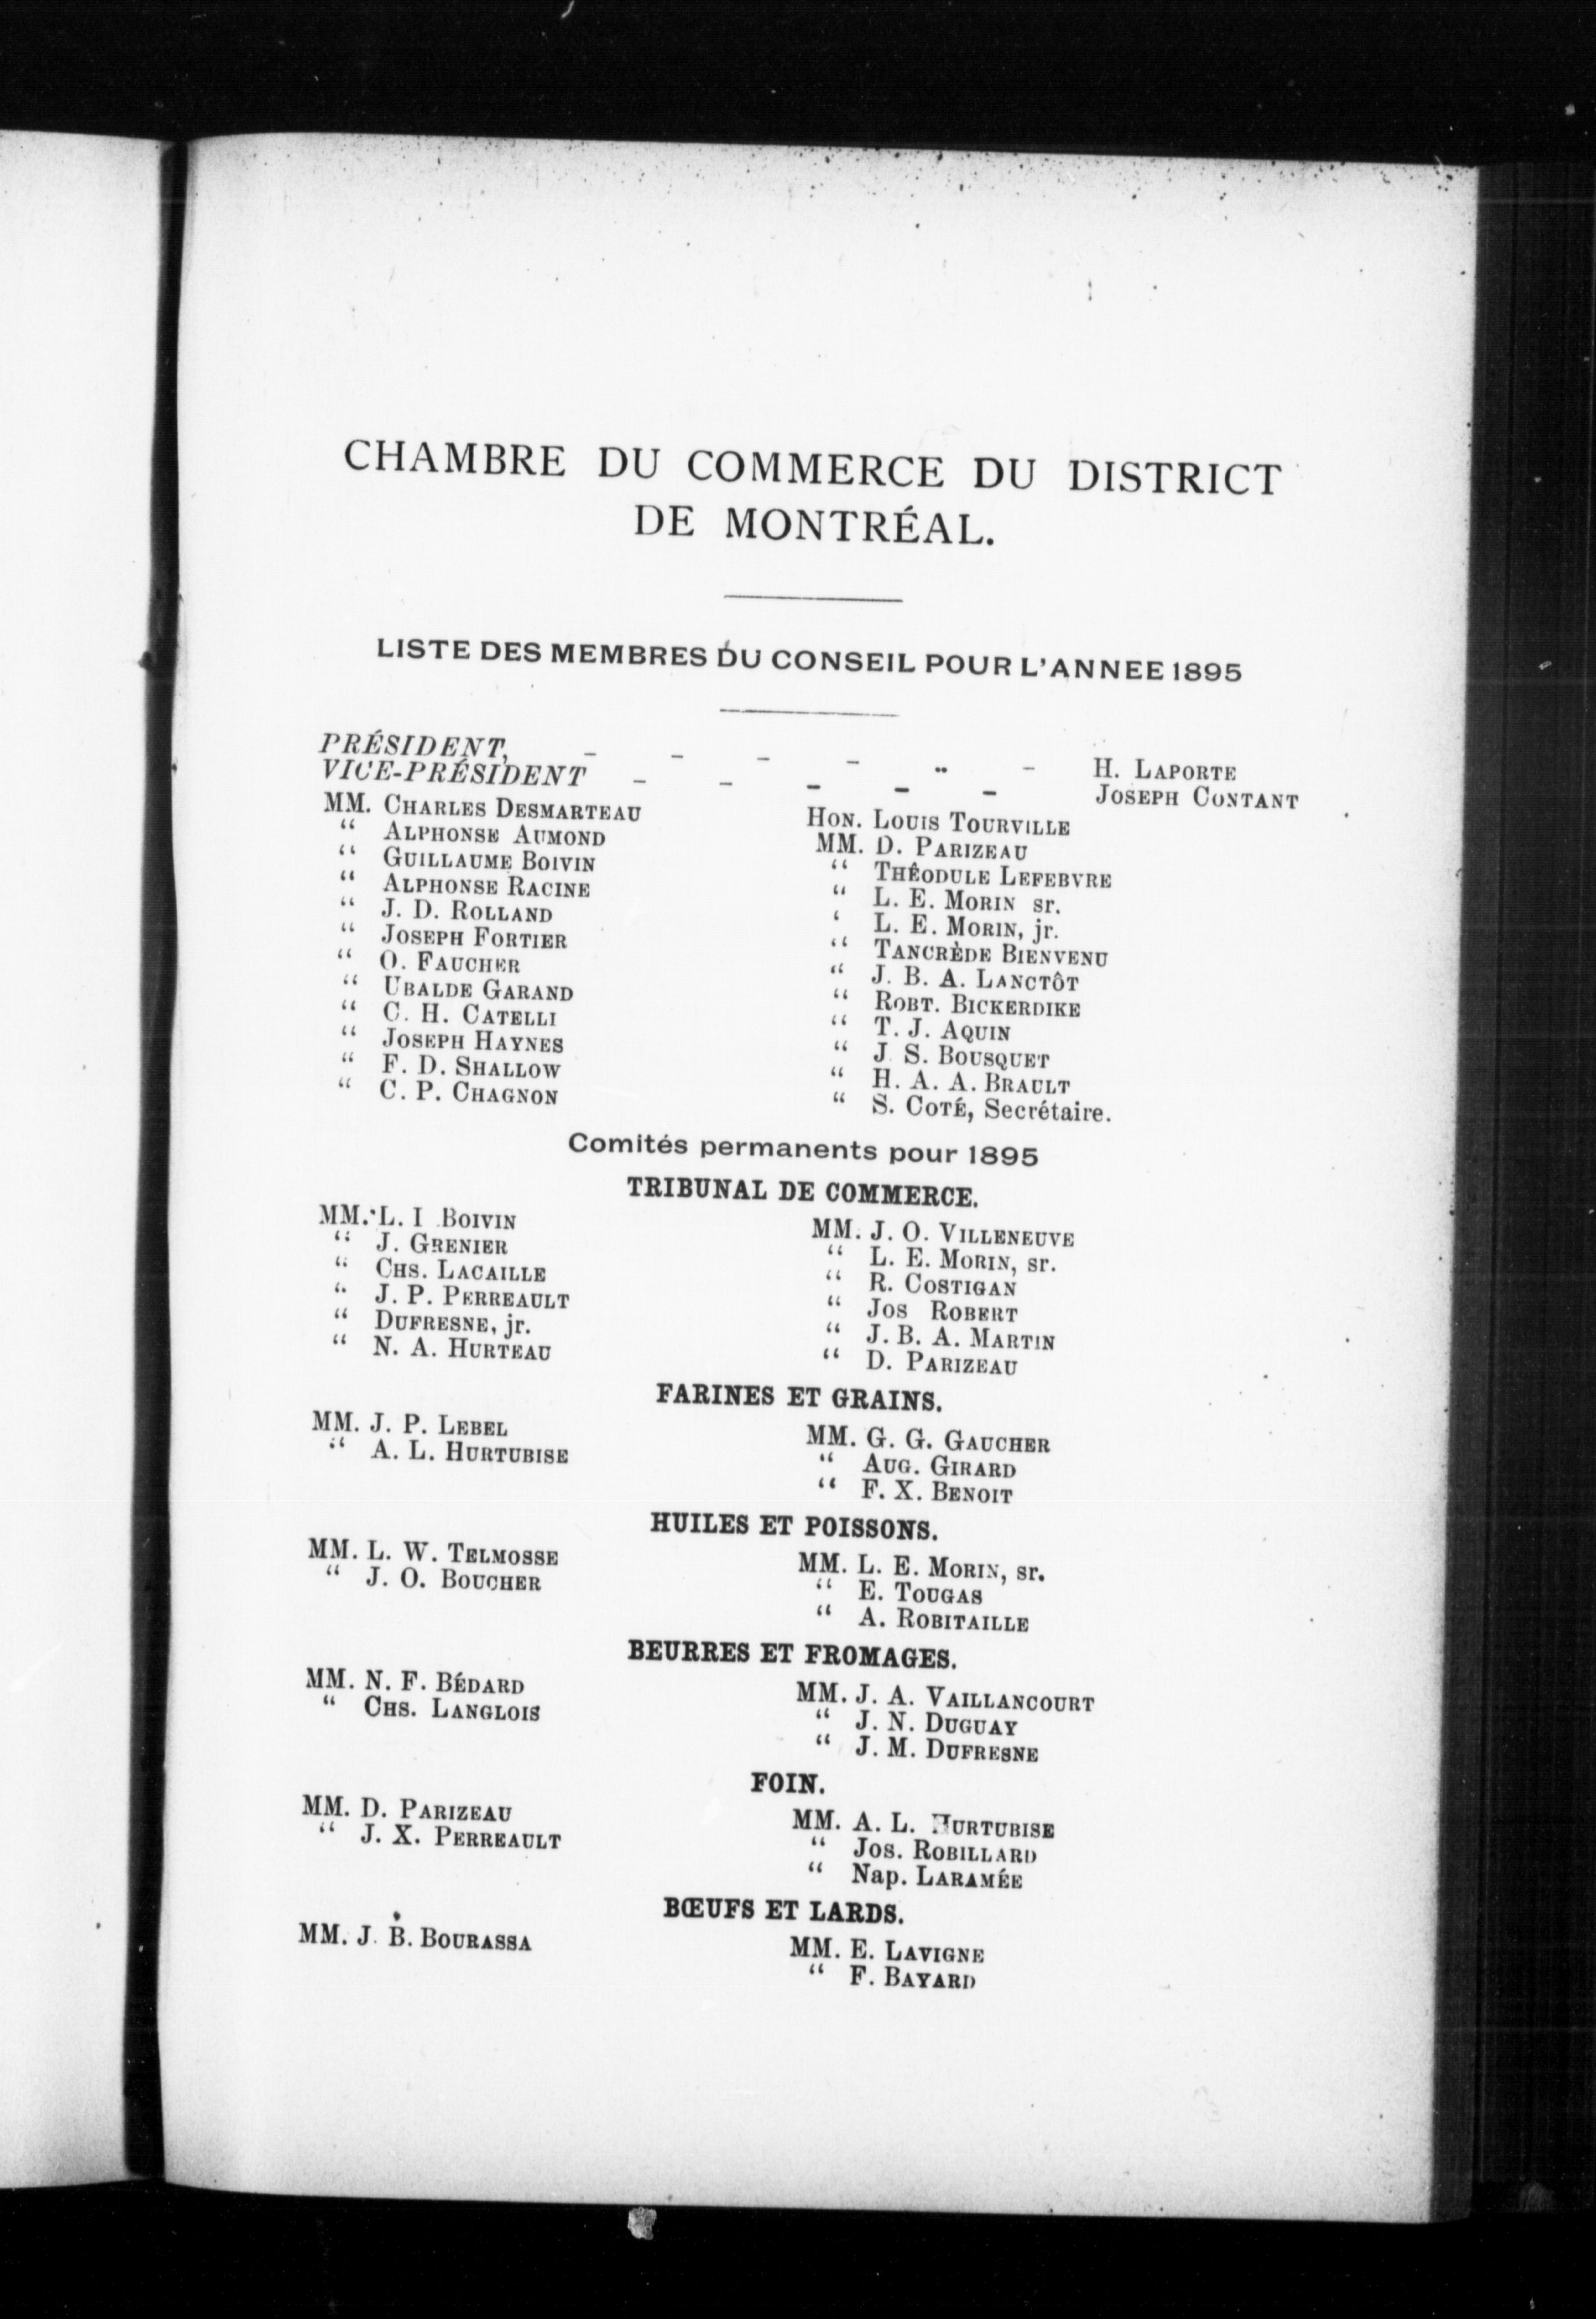 CHAMBRE DU COMMERCE DU DISTRICT
DE MONTRÉAL.
LISTE DES MEMBRES DU CONSEIL POUR L'ANNEE 1895
PRÉSIDENT, - - - - - - H. LAPORTE
VICE-PRÉSIDENT - - - - - JOSEPH CONTANT
MM. CHARLES DESMARTEAU
“ ALPHONSE AUMOND
“ GUILLAUME BOIVIN
“ ALPHONSE RACINE
“ J. D. ROLLAND
“ JOSEPH FORTIER
“ O. FAUCHER
“ UBALDE GARAND
“ C. H. CATELLI
“ JOSEPH HAYNES
“ F. D. SHALLOW
“ C. P. CHAGNON
HON. LOUIS TOURVILLE
MM. D. PARIZEAU
“ THÊODULE LEFEBVRE
“ L. E. MORIN sr.
‘ L. E. MORIN, jr.
“ TANCRÈDE BIENVENU
“ J. B. A. LANCTÔT
“ ROBT. BICKERDIKE
“ T. J. AQUIN
“ J. S. BOUSQUET
“ H. A. A. BRAULT
“ S. COTÉ, Secrétaire.
Comités permanents pour 1895
TRIBUNAL DE COMMERCE.
MM. L. I BOIVIN
“ J. GRENIER
“ CHS. LACAILLE
“ J. P. PERREAULT
“ DUFRESNE, jr.
“ N. A. HURTEAU
MM. J. O. VILLENEUVE
“ L. E. MORIN, sr.
“ R. COSTIGAN
“ JOS ROBERT
“ J. B. A. MARTIN
“ D. PARIZEAU
FARINES ET GRAINS.
MM. J. P. LEBEL
“ A. L. HURTUBISE
MM. G. G. GAUCHER
“ AUG. GIRARD
“ F. X. BENOIT
HUILES ET POISSONS.
MM. L. W. TELMOSSE
“ J. O. BOUCHER
MM. L. E. MORIN, sr.
“ E. TOUGAS
“ A. ROBITAILLE
BEURRES ET FROMAGES.
MM. N. F. BÉDARD
“ CHS. LANGLOIS
MM. J. A. VAILLANCOURT
“ J. N. DUGUAY
“ J. M. DUFRESNE
FOIN.
MM. D. PARIZEAU
“ J. X. PERREAULT
MM. A. L. HURTUBISE
“ JOS. ROBILLARD
“ Nap. LARAMÉE
BŒUFS ET LARDS.
MM. J. B. BOURASSA
MM. E. LAVIGNE
“ F. BAYARD